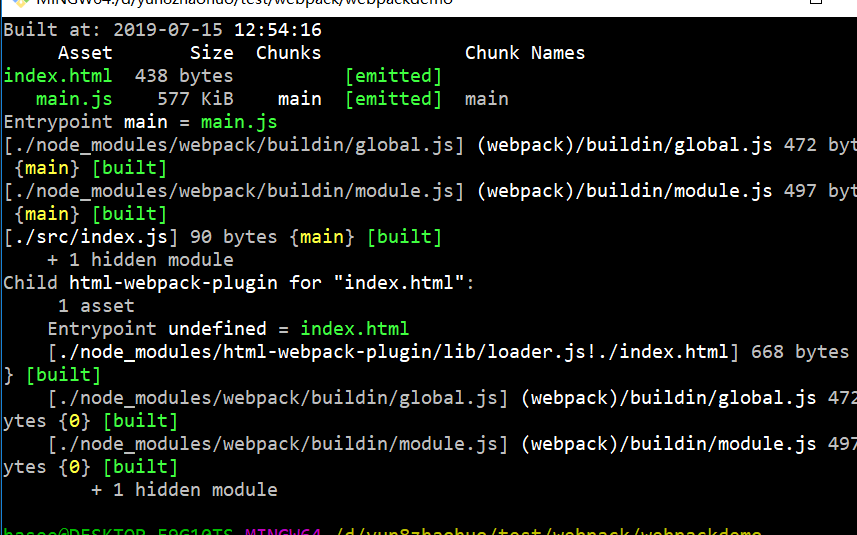 MINGW64:/d/yun8zhaohuo/test/webpack/webpackdemo
Built at: 2019-07-15 12:54:16
Asset Size Chunks Chunk Names
index.html 438 bytes [emitted]
main.js 577 KiB main [emitted] main
Entrypoint main = main.js
[./node_modules/webpack/buildin/global.js] (webpack)/buildin/global.js 472 byt
{main} [built]
[./node_modules/webpack/buildin/module.js] (webpack)/buildin/module.js 497 byt
{main} [built]
[./src/index.js] 90 bytes {main} [built]
+ 1 hidden module
Child html-webpack-plugin for "index.html":
1 asset
Entrypoint undefined = index.html
[./node_modules/html-webpack-plugin/lib/loader.js!./index.html] 668 bytes
} [built]
[./node_modules/webpack/buildin/global.js] (webpack)/buildin/global.js 472
ytes {0} [built]
[./node_modules/webpack/buildin/module.js] (webpack)/buildin/module.js 497
ytes {0} [built]
+ 1 hidden module
MINGW64 /d/yun8zhaohuo/test/webpack/webpackdemo